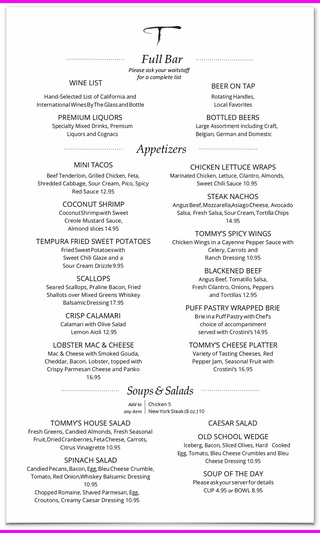 T
Full Bar
Please ask your waitstaff
for a complete list
WINE LIST
Hand-Selected List of California and
International Wines By The Glass and Bottle
PREMIUM LIQUORS
Specialty Mixed Drinks, Premium
Liquors and Cognacs
BEER ON TAP
Rotating Handles,
Local Favorites
BOTTLED BEERS
Large Assortment including Craft,
Belgian, German and Domestic
Appetizers
MINI TACOS
Beef Tenderloin, Grilled Chicken, Feta,
Shredded Cabbage, Sour Cream, Pico, Spicy
Red Sauce 12.95
COCONUT SHRIMP
Coconut Shrimp with Sweet
Creole Mustard Sauce,
Almond slices 14.95
TEMPURA FRIED SWEET POTATOES
Fried Sweet Potatoes with
Sweet Chili Glaze and a
Sour Cream Drizzle 9.95
SCALLOPS
Seared Scallops, Praline Bacon, Fried
Shallots over Mixed Greens Whiskey
Balsamic Dressing 17.95
CRISP CALAMARI
Calamari with Olive Salad
Lemon Aioli 12.95
LOBSTER MAC & CHEESE
Mac & Cheese with Smoked Gouda,
Cheddar, Bacon, Lobster, topped with
Crispy Parmesan Cheese and Panko
16.95
CHICKEN LETTUCE WRAPS
Marinated Chicken, Lettuce, Cilantro, Almonds,
Sweet Chili Sauce 10.95
STEAK NACHOS
Angus Beef, Mozzarella, Asiago Cheese, Avocado
Salsa, Fresh Salsa, Sour Cream, Tortilla Chips
14.95
TOMMY'S SPICY WINGS
Chicken Wings in a Cayenne Pepper Sauce with
Celery, Carrots and
Ranch Dressing 10.95
BLACKENED BEEF
Angus Beef, Tomatillo Salsa,
Fresh Cilantro, Onions, Peppers
and Tortillas 12.95
PUFF PASTRY WRAPPED BRIE
Brie in a Puff Pastry with Chef's
choice of accompaniment
served with Crostini's 14.95
TOMMY'S CHEESE PLATTER
Variety of Tasting Cheeses, Red
Pepper Jam, Seasonal Fruit with
Crostini's 16.95
Soups & Salads
Add to any item
Chicken 5
New York Steak (8 oz.) 10
TOMMY'S HOUSE SALAD
Fresh Greens, Candied Almonds, Fresh Seasonal
Fruit, Dried Cranberries, Feta Cheese, Carrots,
Citrus Vinaigrette 10.95
SPINACH SALAD
Candied Pecans, Bacon, Egg, Bleu Cheese Crumble,
Tomato, Red Onion, Whiskey Balsamic Dressing
10.95
Chopped Romaine, Shaved Parmesan, Egg,
Croutons, Creamy Caesar Dressing 10.95
CAESAR SALAD
OLD SCHOOL WEDGE
Iceberg, Bacon, Sliced Olives, Hard Cooked
Egg, Tomato, Bleu Cheese Crumbles and Bleu
Cheese Dressing 10.95
SOUP OF THE DAY
Please ask your server for details
CUP 4.95 or BOWL 8.95